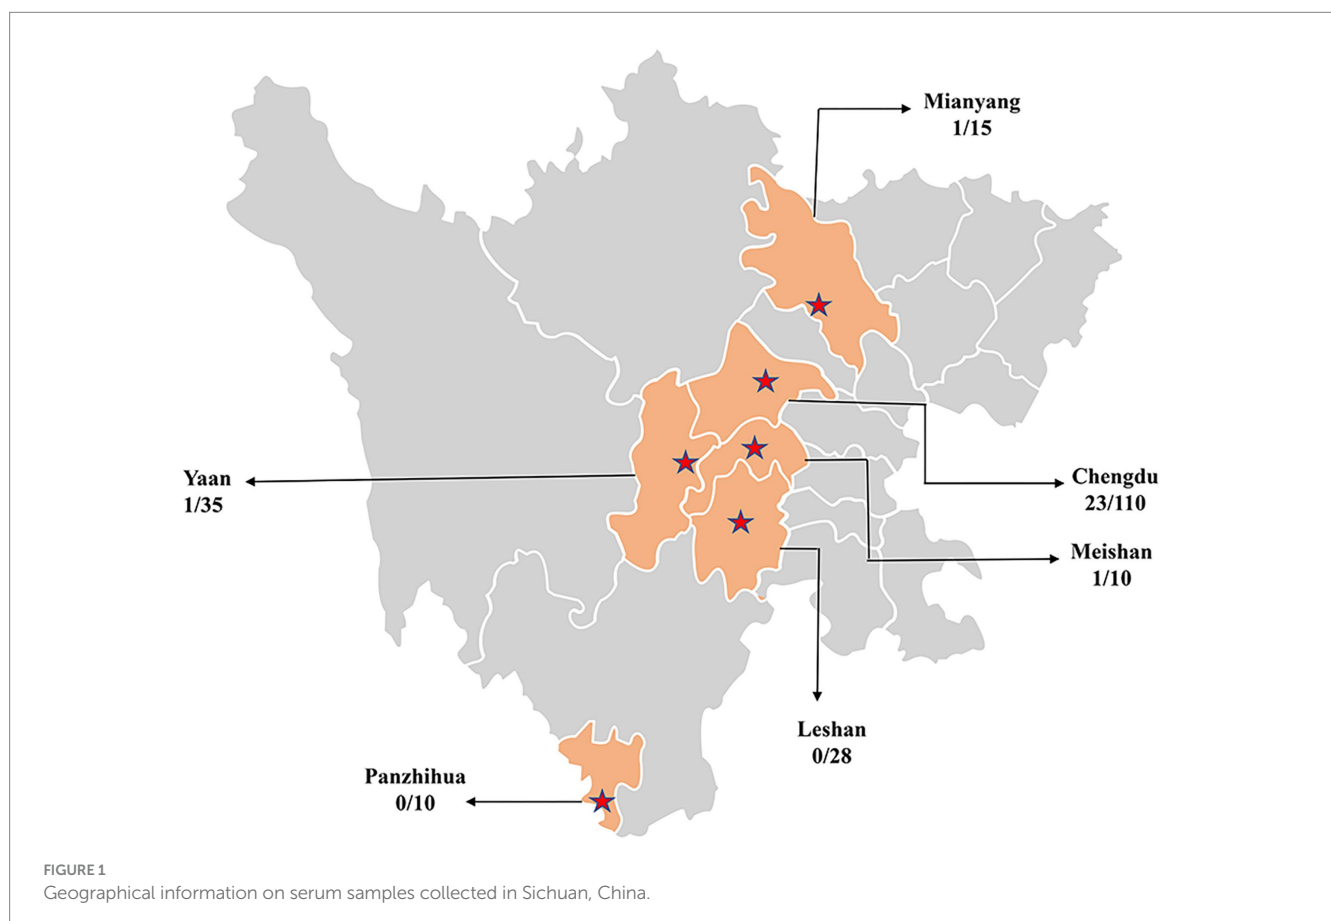 Mianyang
1/15
Yaan
1/35
Chengdu
23/110
Meishan
1/10
Leshan
0/28
Panzhihua
0/10
FIGURE 1
Geographical information on serum samples collected in Sichuan, China.